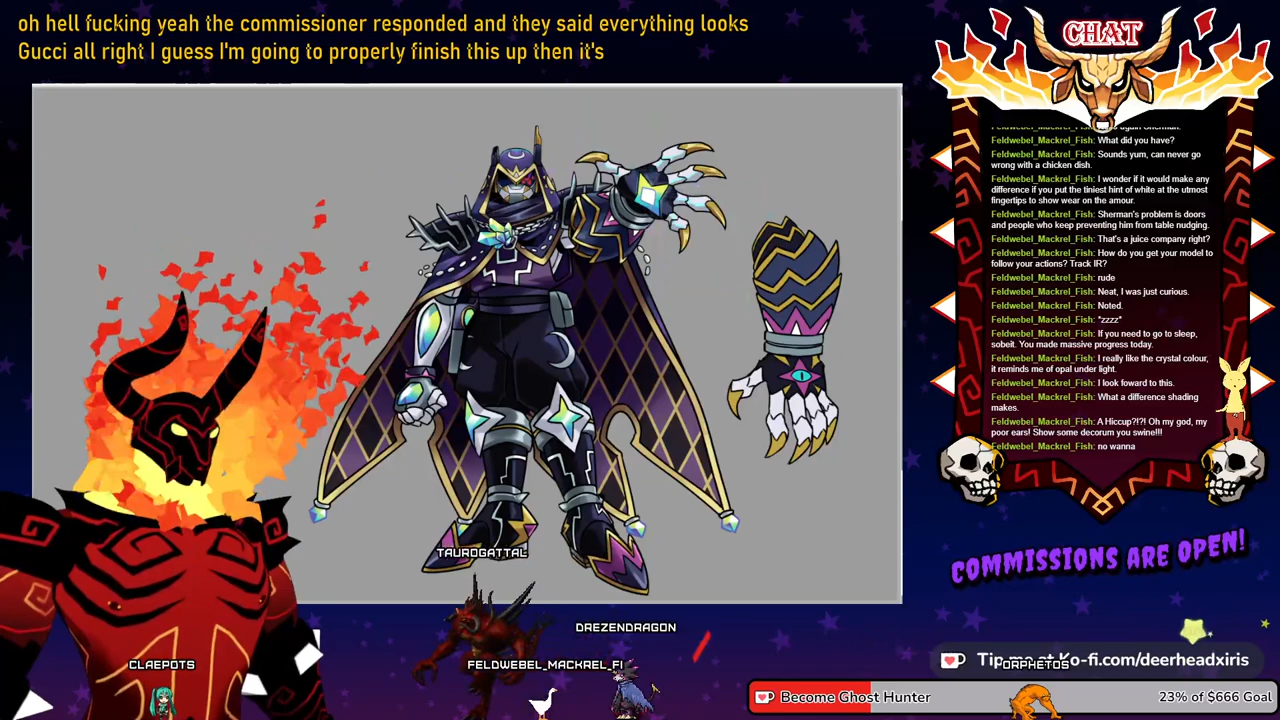 oh hell fucking yeah the commissioner responded and they said everything looks
Gucci all right I guess I'm going to properly finish this up then it's
CHAT
Feldwebel_Mackrel_Fish: What did you have?
Feldwebel_Mackrel_Fish: Sounds yum, can never go
wrong with a chicken dish.
Feldwebel_Mackrel_Fish: I wonder if it would make any
difference if you put the tiniest hint of white at the utmost
fingertips to show wear on the amour.
Feldwebel_Mackrel_Fish: Sherman's problem is doors
and people who keep preventing him from table nudging.
Feldwebel_Mackrel_Fish: That's a juice company right?
Feldwebel_Mackrel_Fish: How do you get your model to
follow your actions? Track IR?
Feldwebel_Mackrel_Fish: rude
Feldwebel_Mackrel_Fish: Neat, I was just curious.
Feldwebel_Mackrel_Fish: Noted.
Feldwebel_Mackrel_Fish: *zzzz*
Feldwebel_Mackrel_Fish: If you need to go to sleep,
sobeit. You made massive progress today.
Feldwebel_Mackrel_Fish: I really like the crystal colour,
it reminds me of opal under light.
Feldwebel_Mackrel_Fish: I look foward to this.
Feldwebel_Mackrel_Fish: What a difference shading
makes.
Feldwebel_Mackrel_Fish: A Hiccup?!?! Oh my god, my
poor ears! Show some decorum you swine!!!
Feldwebel_Mackrel_Fish: no wanna
COMMISSIONS ARE OPEN!
TAUROGATTAL
DREZENDRAGON
CLAEPOTS
FELDWEBEL_MACKREL_FI
ORPHETOS
Tip me at Ko-fi.com/deerheadxiris
Become Ghost Hunter
23% of $666 Goal